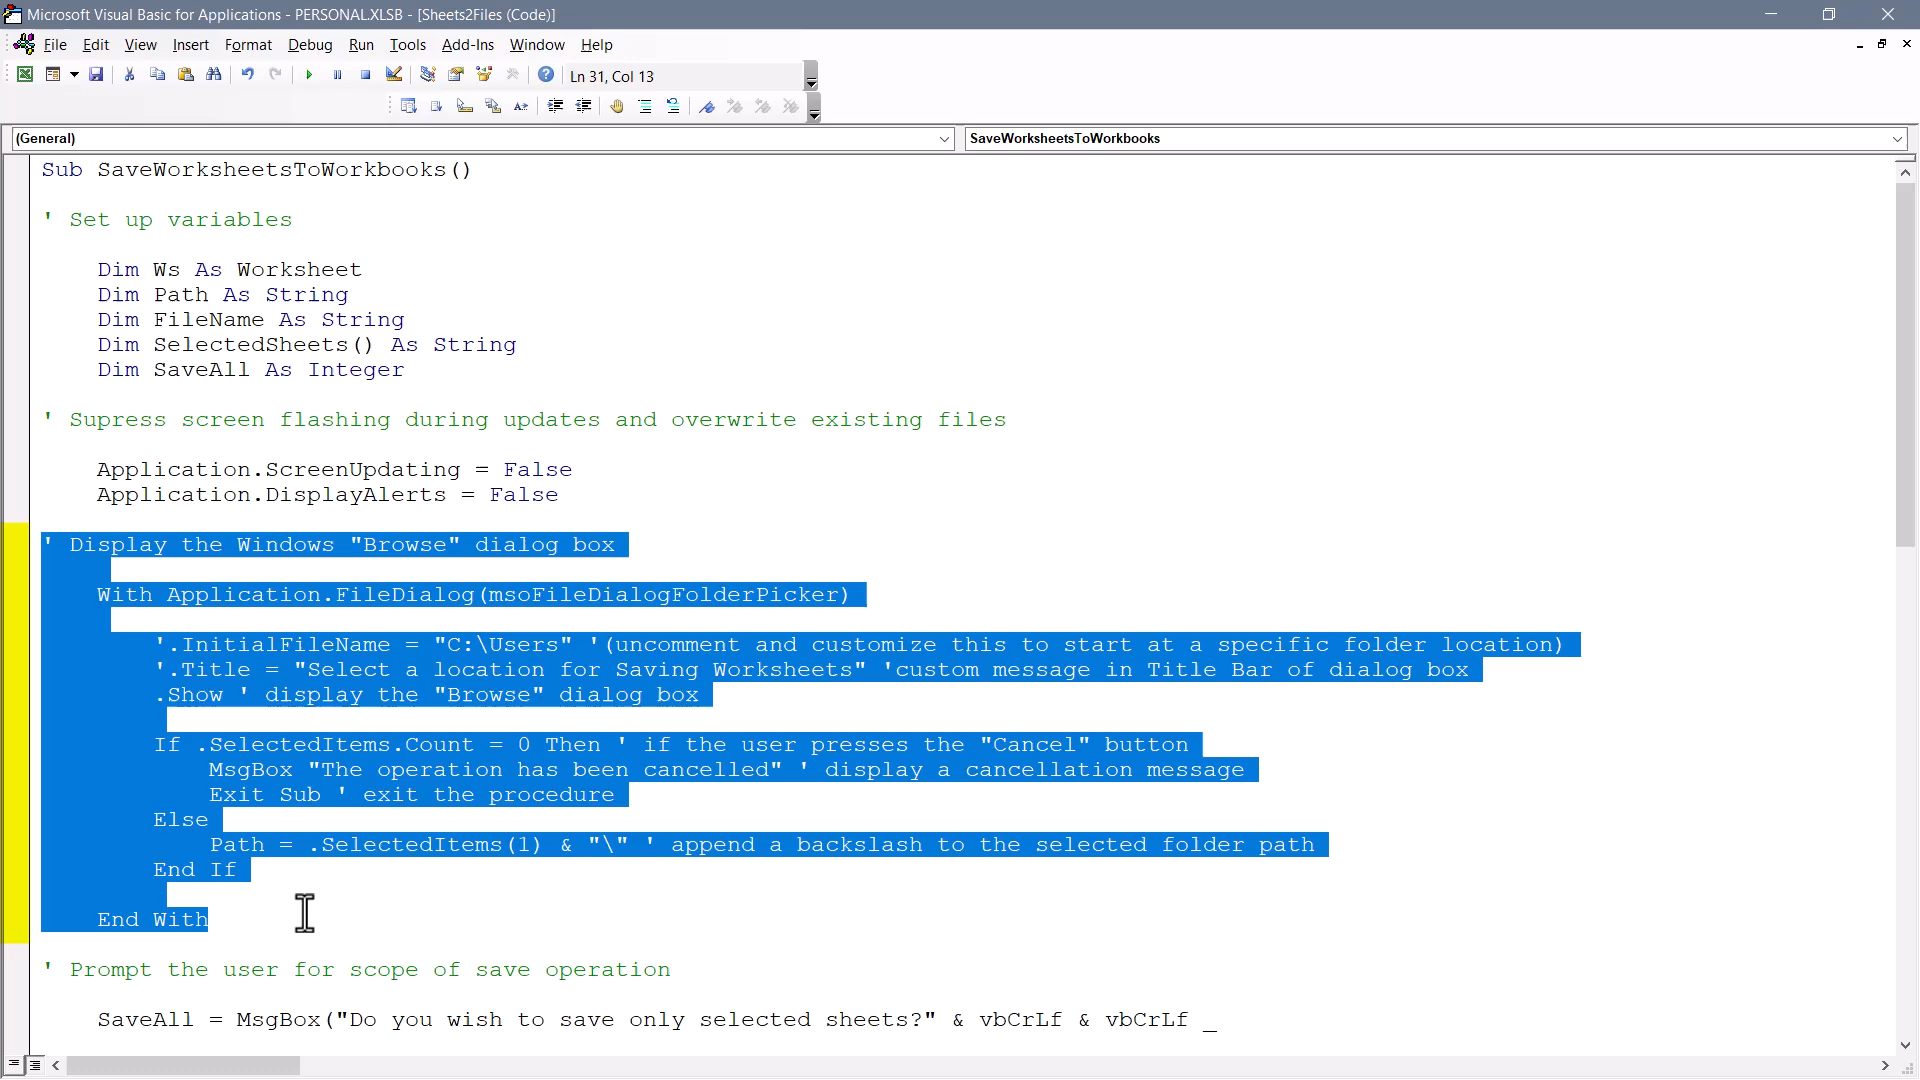 Microsoft Visual Basic for Applications - PERSONAL.XLSB - [Sheets2Files (Code)]
File Edit View Insert Format Debug Run Tools Add-Ins Window Help
Ln 31, Col 13
(General) SaveWorksheetsToWorkbooks
Sub SaveWorksheetsToWorkbooks()
' Set up variables
Dim Ws As Worksheet
Dim Path As String
Dim FileName As String
Dim SelectedSheets() As String
Dim SaveAll As Integer
' Supress screen flashing during updates and overwrite existing files
Application.ScreenUpdating = False
Application.DisplayAlerts = False
' Display the Windows "Browse" dialog box
With Application.FileDialog(msoFileDialogFolderPicker)
'.InitialFileName = "C:\Users" '(uncomment and customize this to start at a specific folder location)
'.Title = "Select a location for Saving Worksheets" 'custom message in Title Bar of dialog box
.Show ' display the "Browse" dialog box
If .SelectedItems.Count = 0 Then ' if the user presses the "Cancel" button
MsgBox "The operation has been cancelled" ' display a cancellation message
Exit Sub ' exit the procedure
Else
Path = .SelectedItems(1) & "\" ' append a backslash to the selected folder path
End If
End With
' Prompt the user for scope of save operation
SaveAll = MsgBox("Do you wish to save only selected sheets?" & vbCrLf & vbCrLf _